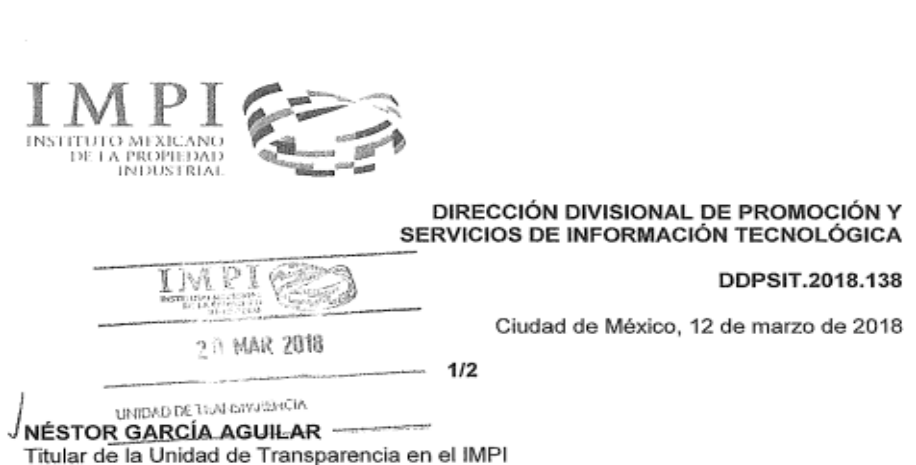 IMPI
INSTITUTO MEXICANO
DE LA PROPIEDAD
INDUSTRIAL
DIRECCIÓN DIVISIONAL DE PROMOCIÓN Y
SERVICIOS DE INFORMACIÓN TECNOLÓGICA
DDPSIT.2018.138
Ciudad de México, 12 de marzo de 2018
IMPI
MAR 2018
1/2
UNIDAD DE
NÉSTOR GARCÍA AGUILAR
Titular de la Unidad de Transparencia en el IMPI